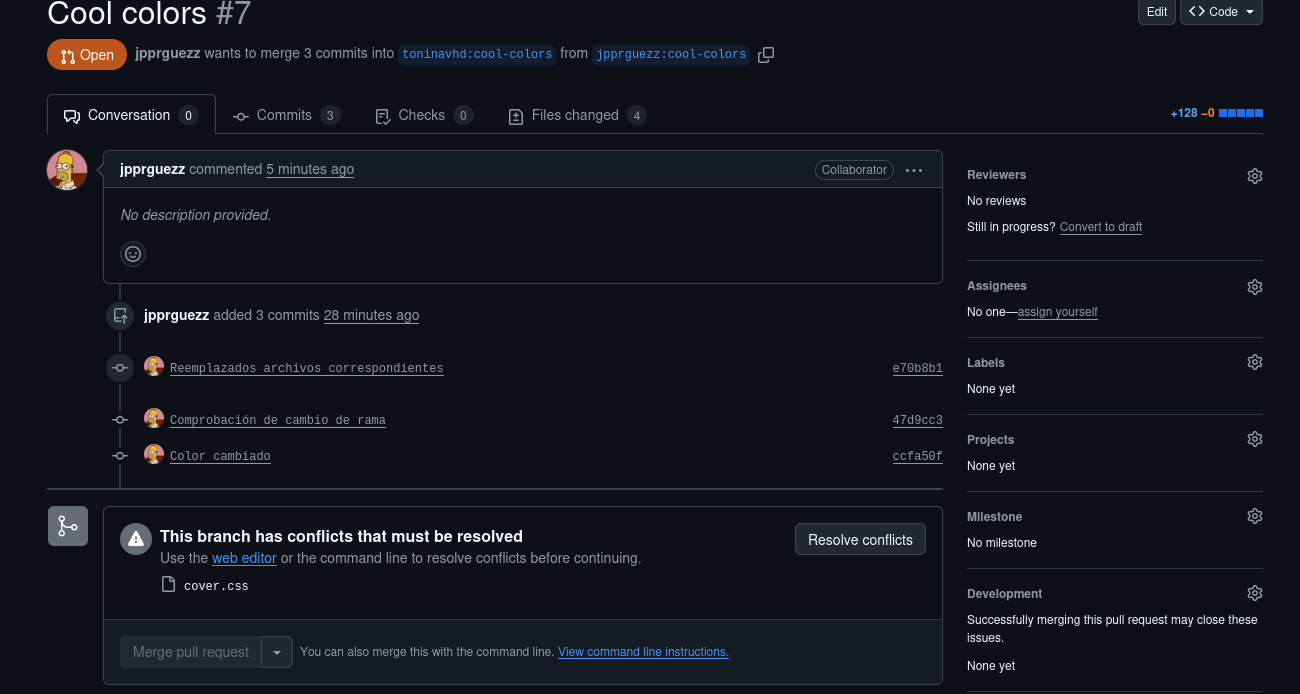 Cool colors #7
Edit
Code
Open
jpprguezz wants to merge 3 commits into toninavhd:cool-colors from jpprguezz:cool-colors
Conversation 0
Commits 3
Checks 0
Files changed 4
+128 −0
jpprguezz commented 5 minutes ago
Collaborator
No description provided.
jpprguezz added 3 commits 28 minutes ago
Reemplazados archivos correspondientes
e70b8b1
Comprobación de cambio de rama
47d9cc3
Color cambiado
ccfa50f
This branch has conflicts that must be resolved
Use the web editor or the command line to resolve conflicts before continuing.
cover.css
Resolve conflicts
Merge pull request
You can also merge this with the command line. View command line instructions.
Reviewers
No reviews
Still in progress? Convert to draft
Assignees
No one—assign yourself
Labels
None yet
Projects
None yet
Milestone
No milestone
Development
Successfully merging this pull request may close these
issues.
None yet